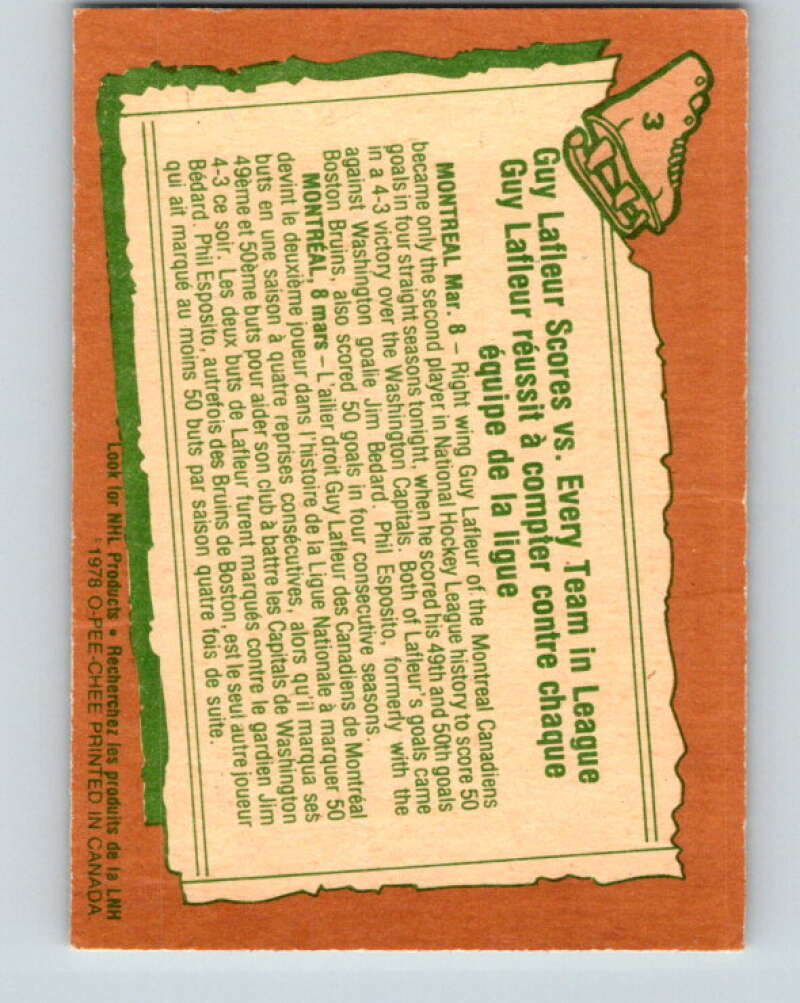 3
Guy Lafleur Scores vs. Every Team in League
Guy Lafleur réussit à compter contre chaque
équipe de la ligue
MONTREAL Mar. 8 – Right wing Guy Lafleur of the Montreal Canadiens
became only the second player in National Hockey League history to score 50
goals in four straight seasons tonight, when he scored his 49th and 50th goals
in a 4-3 victory over the Washington Capitals. Both of Lafleur's goals came
against Washington goalie Jim Bedard. Phil Esposito, formerly with the
Boston Bruins, also scored 50 goals in four consecutive seasons.
MONTRÉAL, 8 mars – L'ailier droit Guy Lafleur des Canadiens de Montréal
devint le deuxième joueur dans l'histoire de la Ligue Nationale à marquer 50
buts en une saison à quatre reprises consécutives, alors qu'il marqua ses
49ème et 50ème buts pour aider son club à battre les Capitals de Washington
4-3 ce soir. Les deux buts de Lafleur furent marqués contre le gardien Jim
Bédard. Phil Esposito, autrefois des Bruins de Boston, est le seul autre joueur
qui ait marqué au moins 50 buts par saison quatre fois de suite.
Look for NHL Products • Recherchez les produits de la LNH
©1978 O-PEE-CHEE PRINTED IN CANADA